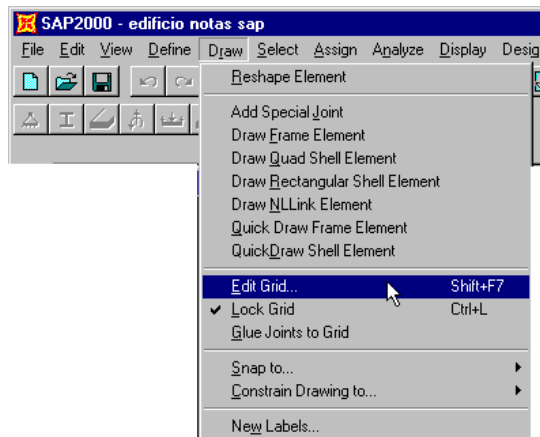 SAP2000 - edificio notas sap
File Edit View Define Draw Select Assign Analyze Display Desig
Reshape Element
Add Special Joint
Draw Frame Element
Draw Quad Shell Element
Draw Rectangular Shell Element
Draw NLLink Element
Quick Draw Frame Element
QuickDraw Shell Element
Edit Grid... Shift+F7
Lock Grid Ctrl+L
Glue Joints to Grid
Snap to...
Constrain Drawing to...
New Labels...